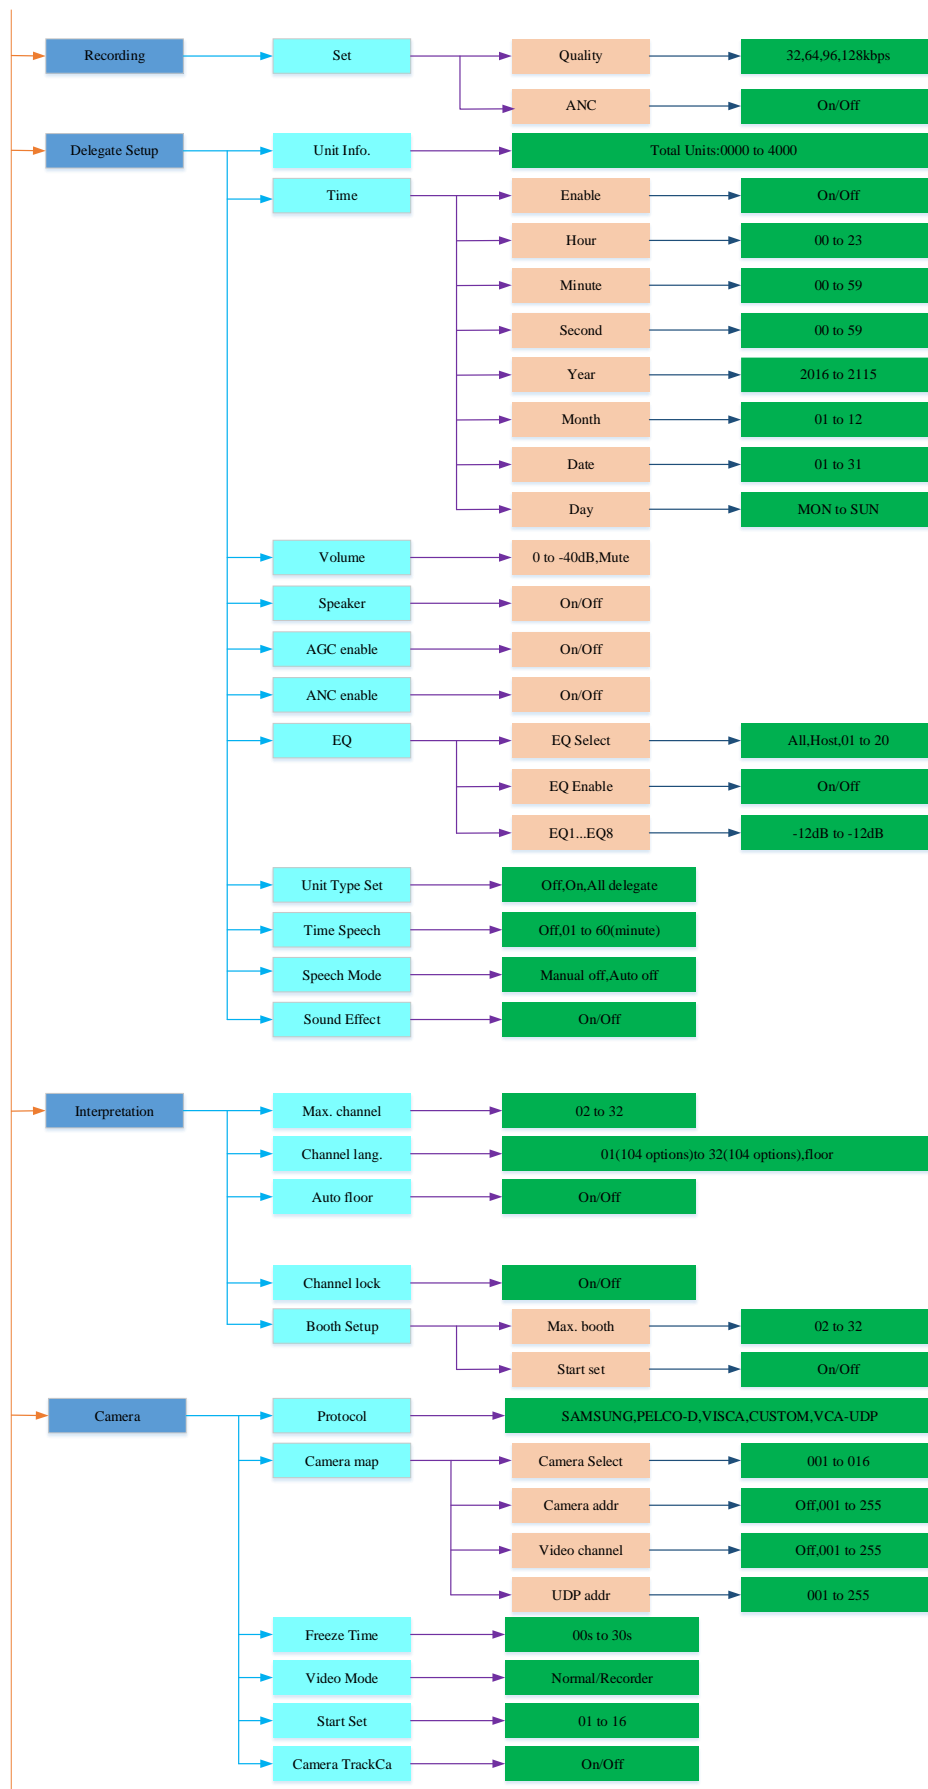 Recording
Set
Quality
32,64,96,128kbps
ANC
On/Off
Delegate Setup
Unit Info.
Total Units:0000 to 4000
Time
Enable
On/Off
Hour
00 to 23
Minute
00 to 59
Second
00 to 59
Year
2016 to 2115
Month
01 to 12
Date
01 to 31
Day
MON to SUN
Volume
0 to -40dB,Mute
Speaker
On/Off
AGC enable
On/Off
ANC enable
On/Off
EQ
EQ Select
All,Host,01 to 20
EQ Enable
On/Off
EQ1...EQ8
-12dB to -12dB
Unit Type Set
Off,On,All delegate
Time Speech
Off,01 to 60(minute)
Speech Mode
Manual off,Auto off
Sound Effect
On/Off
Interpretation
Max. channel
02 to 32
Channel lang.
01(104 options)to 32(104 options),floor
Auto floor
On/Off
Channel lock
On/Off
Booth Setup
Max. booth
02 to 32
Start set
On/Off
Camera
Protocol
SAMSUNG,PELCO-D,VISCA,CUSTOM,VCA-UDP
Camera map
Camera Select
001 to 016
Camera addr
Off,001 to 255
Video channel
Off,001 to 255
UDP addr
001 to 255
Freeze Time
00s to 30s
Video Mode
Normal/Recorder
Start Set
01 to 16
Camera TrackCa
On/Off